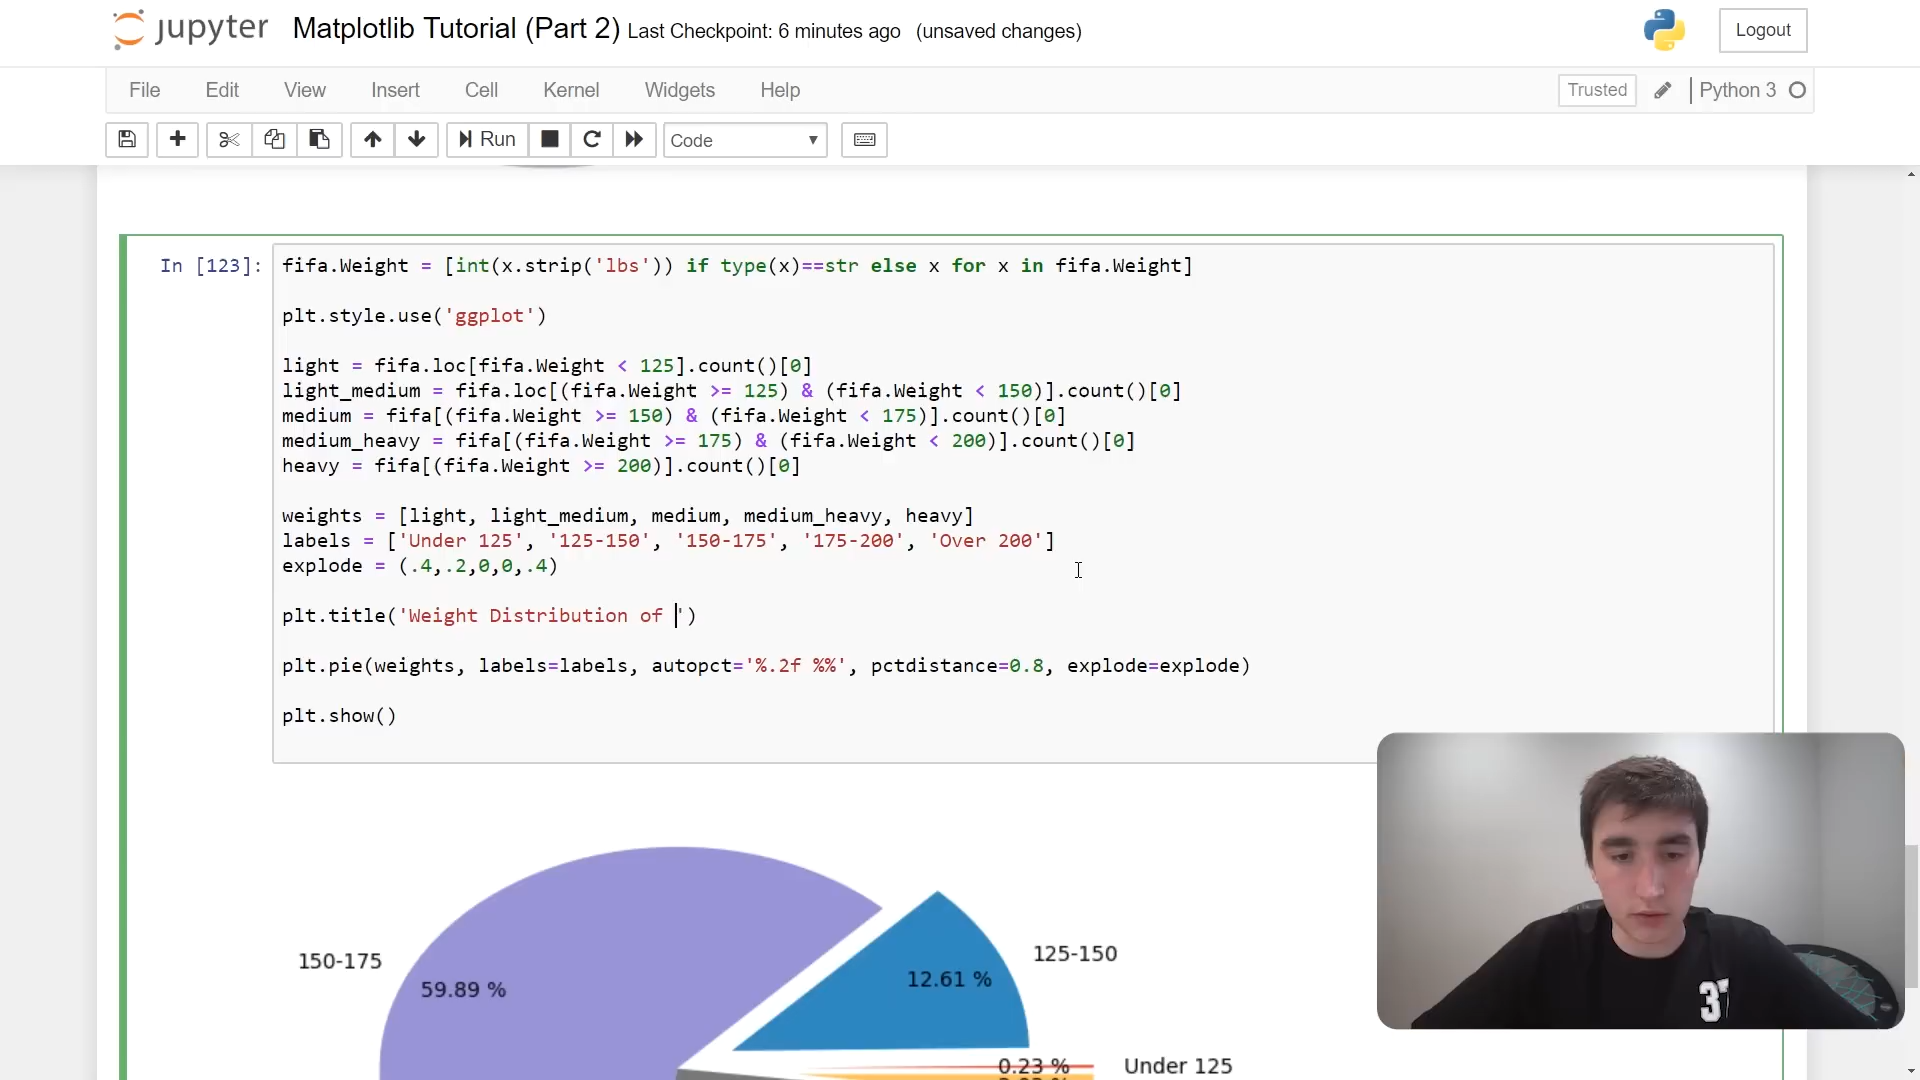 jupyter Matplotlib Tutorial (Part 2) Last Checkpoint: 6 minutes ago (unsaved changes) Logout
File Edit View Insert Cell Kernel Widgets Help Trusted Python 3
Run Code
In [123]: fifa.Weight = [int(x.strip('lbs')) if type(x)==str else x for x in fifa.Weight]
plt.style.use('ggplot')
light = fifa.loc[fifa.Weight < 125].count()[0]
light_medium = fifa.loc[(fifa.Weight >= 125) & (fifa.Weight < 150)].count()[0]
medium = fifa[(fifa.Weight >= 150) & (fifa.Weight < 175)].count()[0]
medium_heavy = fifa[(fifa.Weight >= 175) & (fifa.Weight < 200)].count()[0]
heavy = fifa[(fifa.Weight >= 200)].count()[0]
weights = [light, light_medium, medium, medium_heavy, heavy]
labels = ['Under 125', '125-150', '150-175', '175-200', 'Over 200']
explode = (.4,.2,0,0,.4)
plt.title('Weight Distribution of ')
plt.pie(weights, labels=labels, autopct='%.2f %%', pctdistance=0.8, explode=explode)
plt.show()
125-150
150-175
12.61 %
59.89 %
0.23 % Under 125